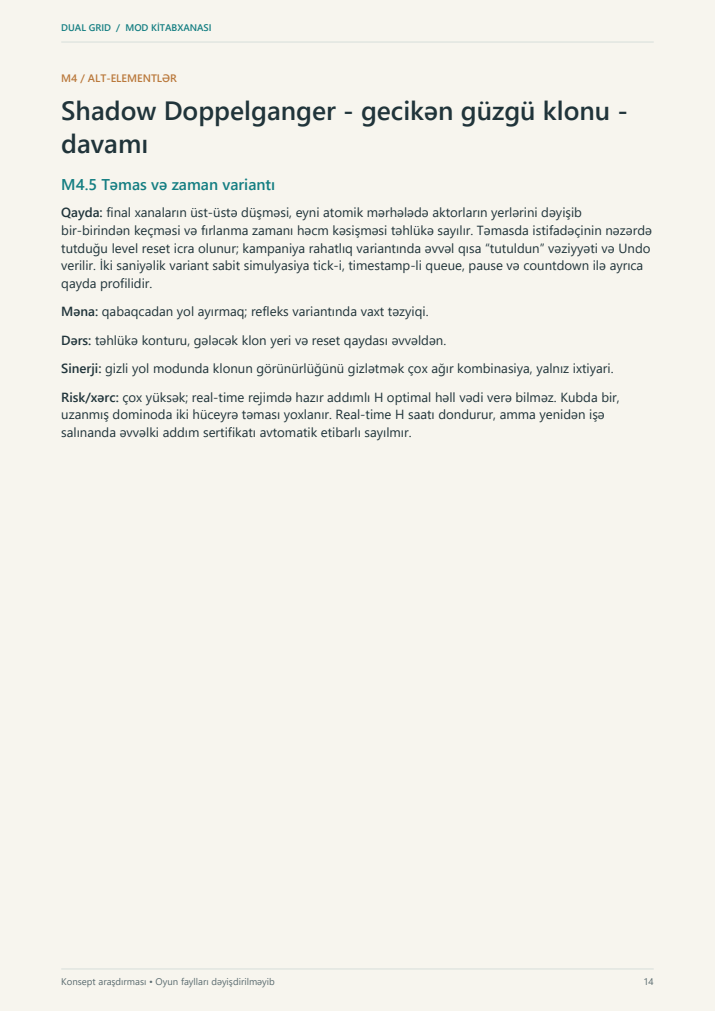 DUAL GRID / MOD KİTABXANASI
M4 / ALT-ELEMENTLƏR
Shadow Doppelganger - gecikən güzgü klonu -
davamı
M4.5 Təmas və zaman variantı
Qayda: final xanaların üst-üstə düşməsi, eyni atomik mərhələdə aktorların yerlərini dəyişib
bir-birindən keçməsi və fırlanma zamanı həcm kəsişməsi təhlükə sayılır. Təmasda istifadəçinin nəzərdə
tutduğu level reset icra olunur; kampaniya rahatlıq variantında əvvəl qısa “tutuldun” vəziyyəti və Undo
verilir. İki saniyəlik variant sabit simulyasiya tick-i, timestamp-li queue, pause və countdown ilə ayrıca
qayda profilidir.
Məna: qabaqcadan yol ayırmaq; refleks variantında vaxt təzyiqi.
Dərs: təhlükə konturu, gələcək klon yeri və reset qaydası əvvəldən.
Sinerji: gizli yol modunda klonun görünürlüğünü gizlətmək çox ağır kombinasiya, yalnız ixtiyari.
Risk/xərc: çox yüksək; real-time rejimdə hazır addımlı H optimal həll vədi verə bilməz. Kubda bir,
uzanmış dominoda iki hüceyrə təması yoxlanır. Real-time H saatı dondurur, amma yenidən işə
salınanda əvvəlki addım sertifikatı avtomatik etibarlı sayılmır.
Konsept araşdırması • Oyun faylları dəyişdirilməyib
14